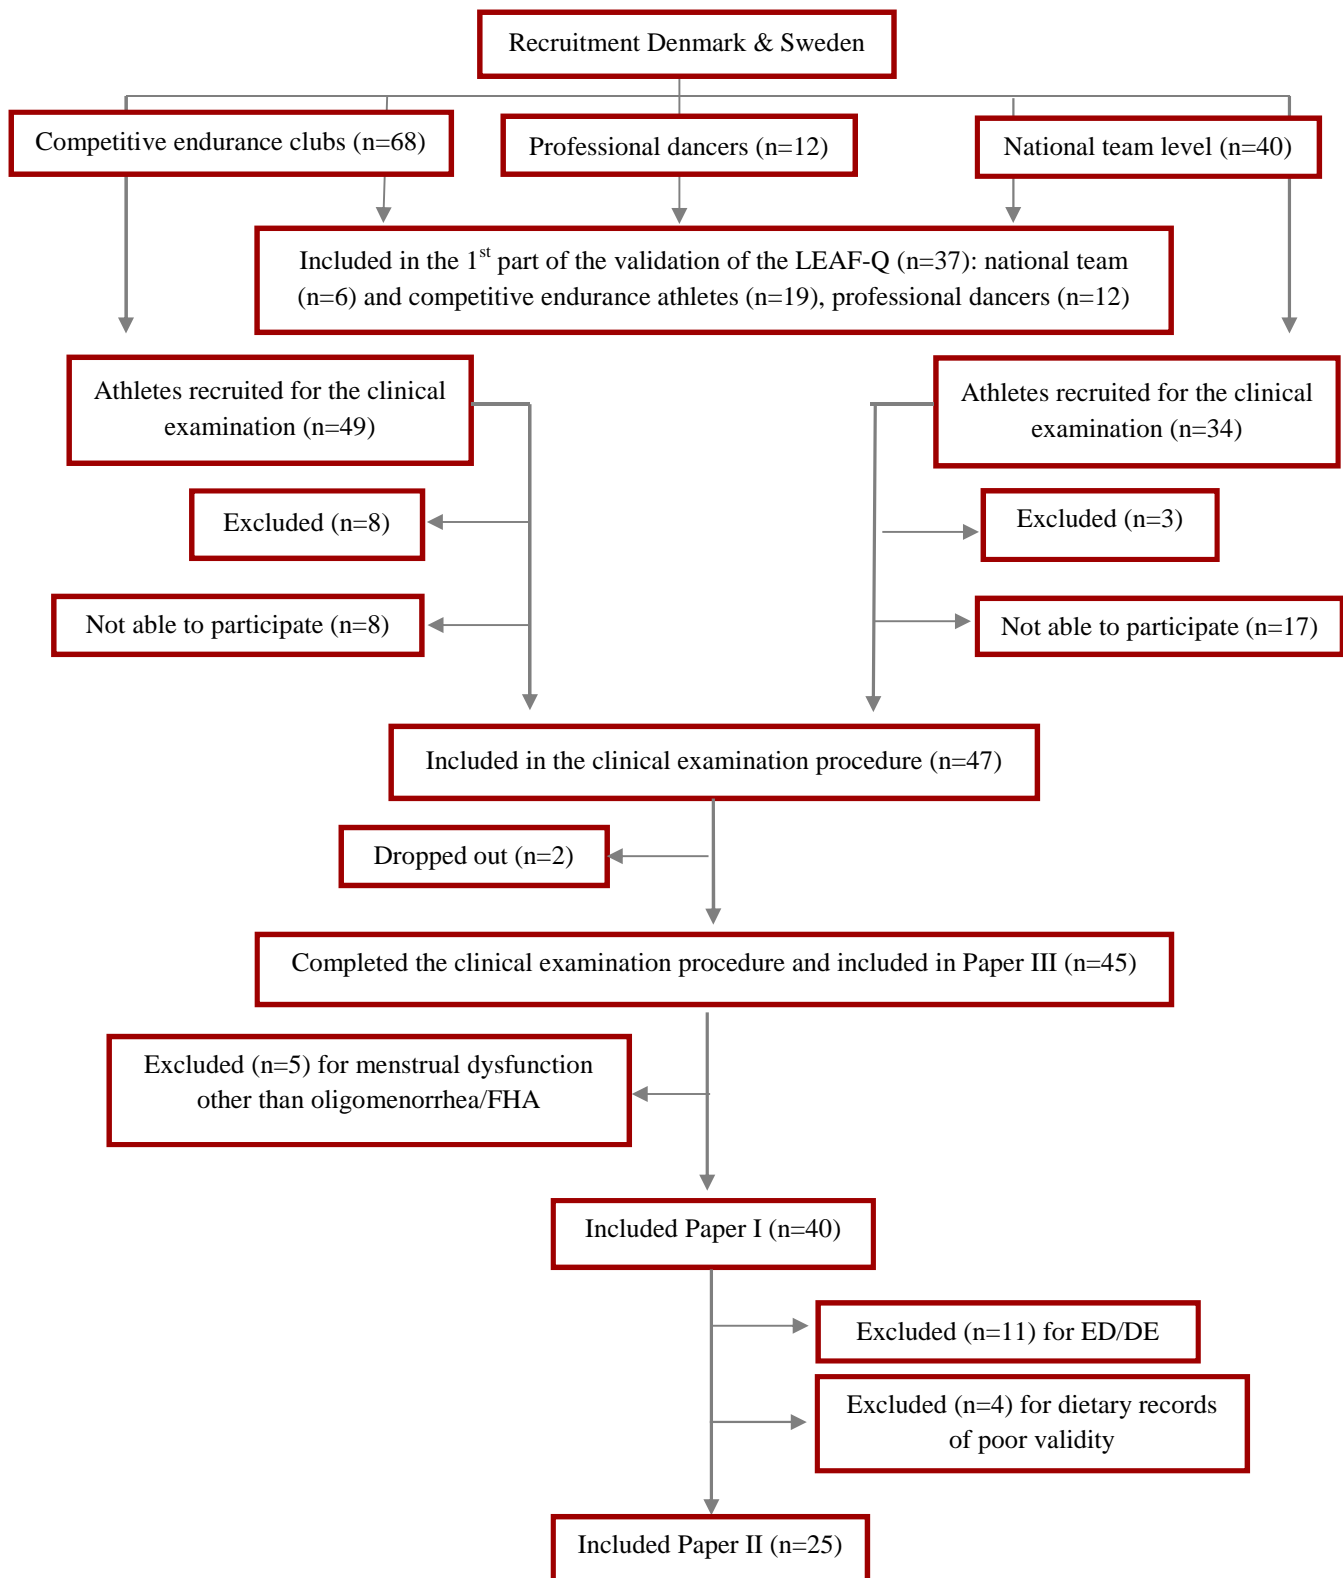 Recruitment Denmark & Sweden
Competitive endurance clubs (n=68)
Professional dancers (n=12)
National team level (n=40)
Included in the 1st part of the validation of the LEAF-Q (n=37): national team
(n=6) and competitive endurance athletes (n=19), professional dancers (n=12)
Athletes recruited for the clinical
examination (n=49)
Athletes recruited for the clinical
examination (n=34)
Excluded (n=8)
Excluded (n=3)
Not able to participate (n=8)
Not able to participate (n=17)
Included in the clinical examination procedure (n=47)
Dropped out (n=2)
Completed the clinical examination procedure and included in Paper III (n=45)
Excluded (n=5) for menstrual dysfunction
other than oligomenorrhea/FHA
Included Paper I (n=40)
Excluded (n=11) for ED/DE
Excluded (n=4) for dietary records
of poor validity
Included Paper II (n=25)